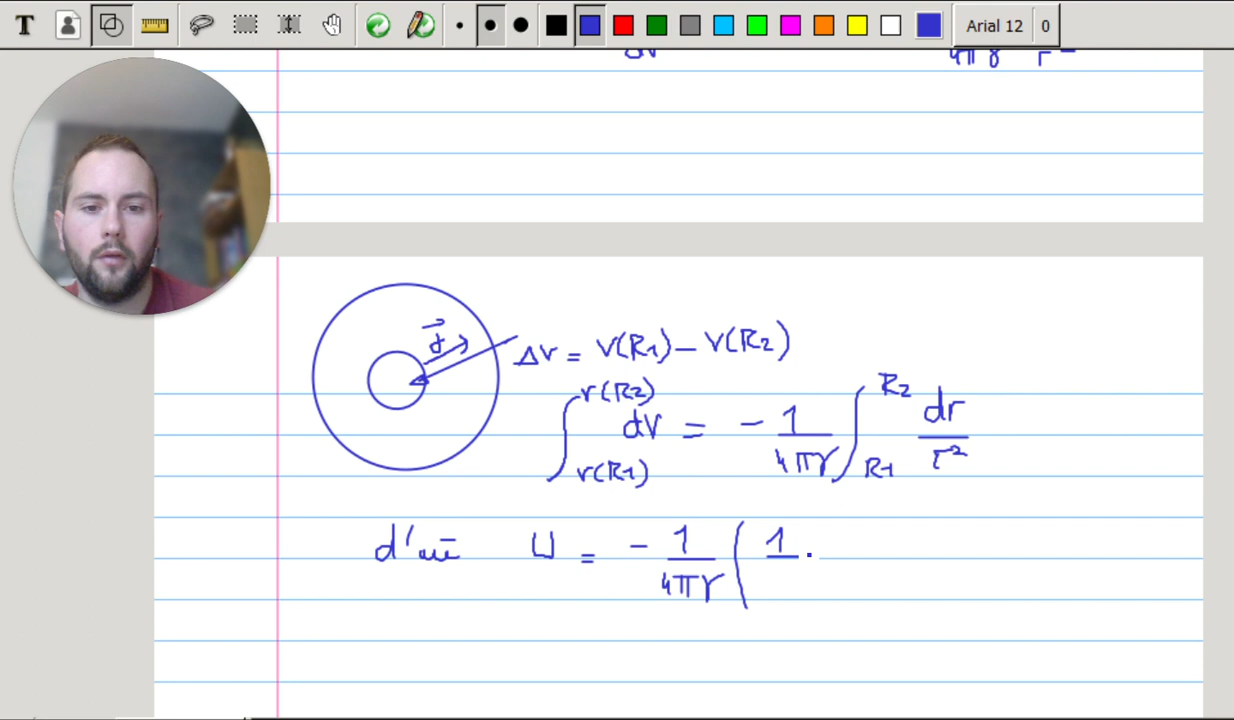 T Arial 12 0
4πγ r
ΔV = V(R1) – V(R2)
∫_{V(R1)}^{V(R2)} dV = - 1/(4πγ) ∫_{R1}^{R2} dr/r²
d'où U = - 1/(4πγ) ( 1